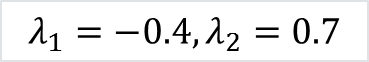 λ₁ = −0.4, λ₂ = 0.7